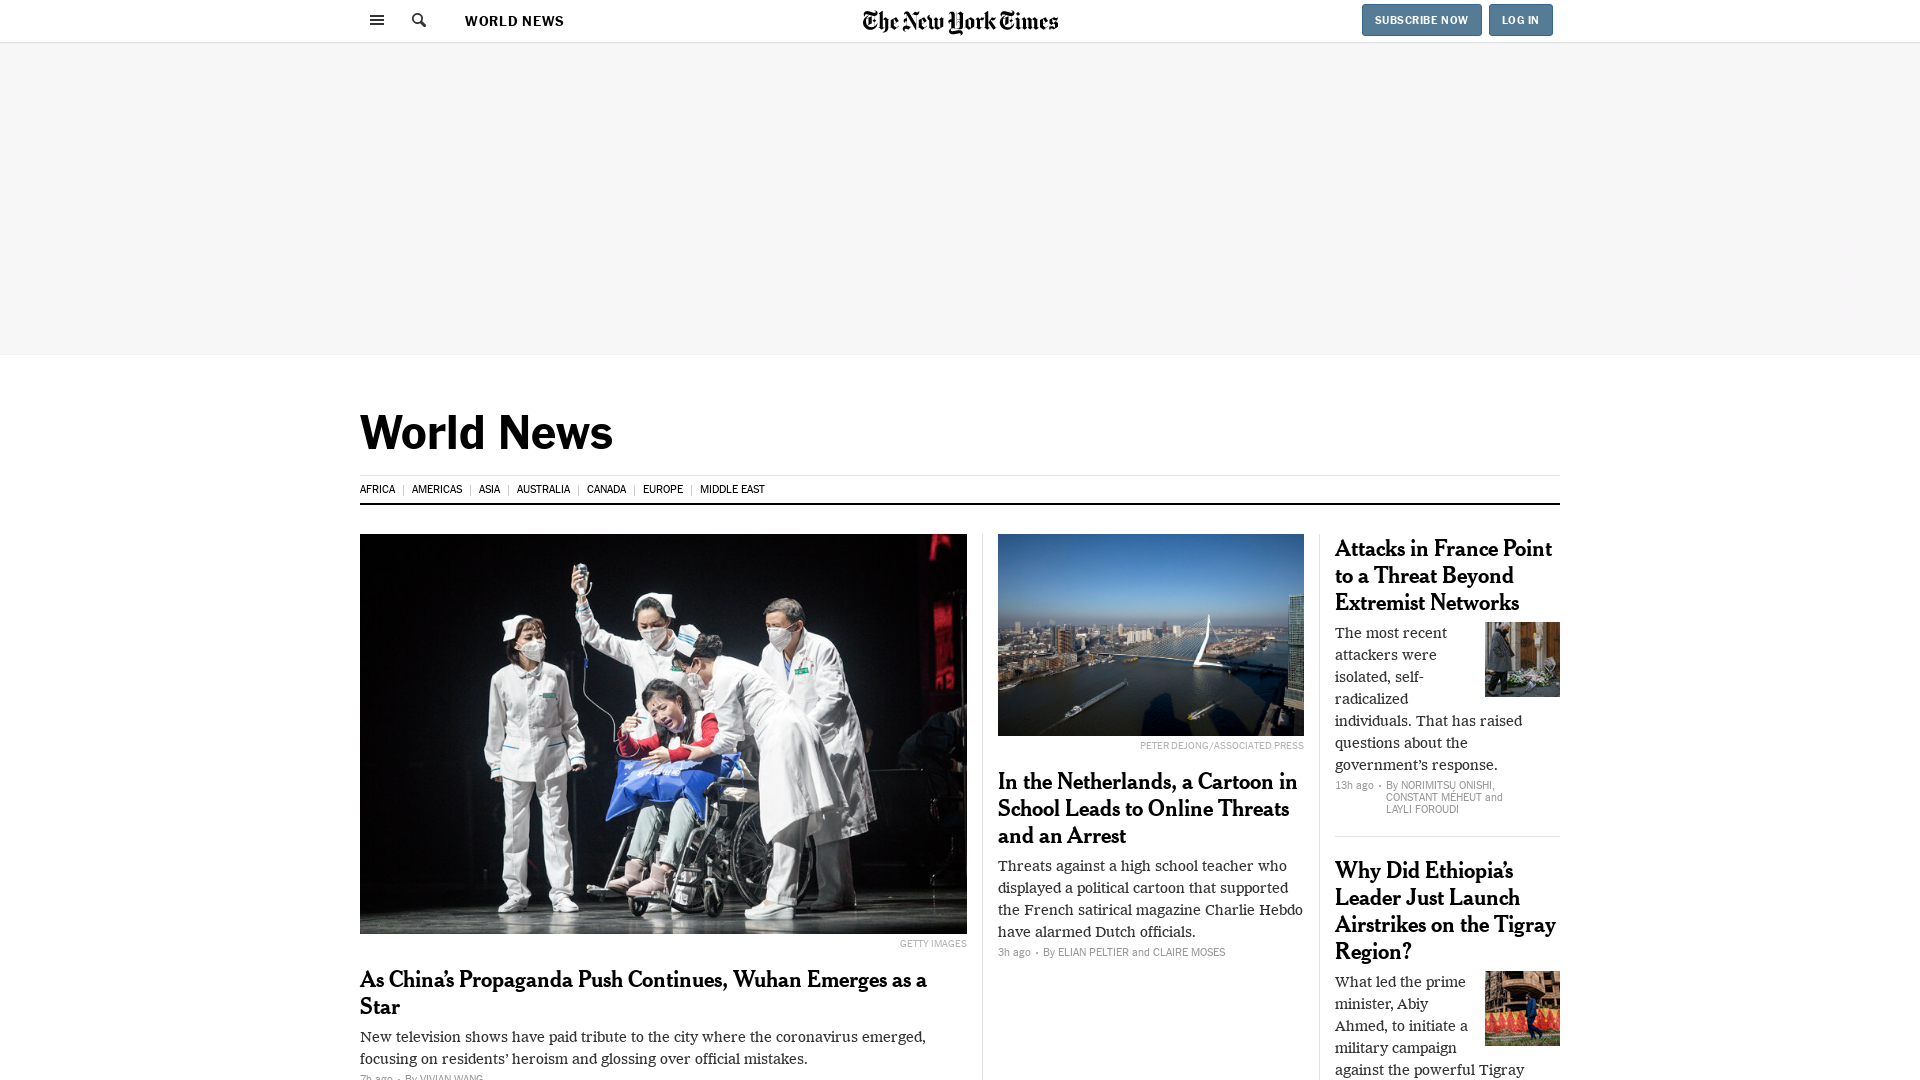 WORLD NEWS
The New York Times
SUBSCRIBE NOW
LOG IN
World News
AFRICA
AMERICAS
ASIA
AUSTRALIA
CANADA
EUROPE
MIDDLE EAST
GETTY IMAGES
As China’s Propaganda Push Continues, Wuhan Emerges as a
Star
New television shows have paid tribute to the city where the coronavirus emerged,
focusing on residents’ heroism and glossing over official mistakes.
7h ago · By VIVIAN WANG
PETER DEJONG/ASSOCIATED PRESS
In the Netherlands, a Cartoon in
School Leads to Online Threats
and an Arrest
Threats against a high school teacher who
displayed a political cartoon that supported
the French satirical magazine Charlie Hebdo
have alarmed Dutch officials.
3h ago · By ELIAN PELTIER and CLAIRE MOSES
Attacks in France Point
to a Threat Beyond
Extremist Networks
The most recent
attackers were
isolated, self-
radicalized
individuals. That has raised
questions about the
government’s response.
13h ago · By NORIMITSU ONISHI,
CONSTANT MÉHEUT and
LAYLI FOROUDI
Why Did Ethiopia’s
Leader Just Launch
Airstrikes on the Tigray
Region?
What led the prime
minister, Abiy
Ahmed, to initiate a
military campaign
against the powerful Tigray